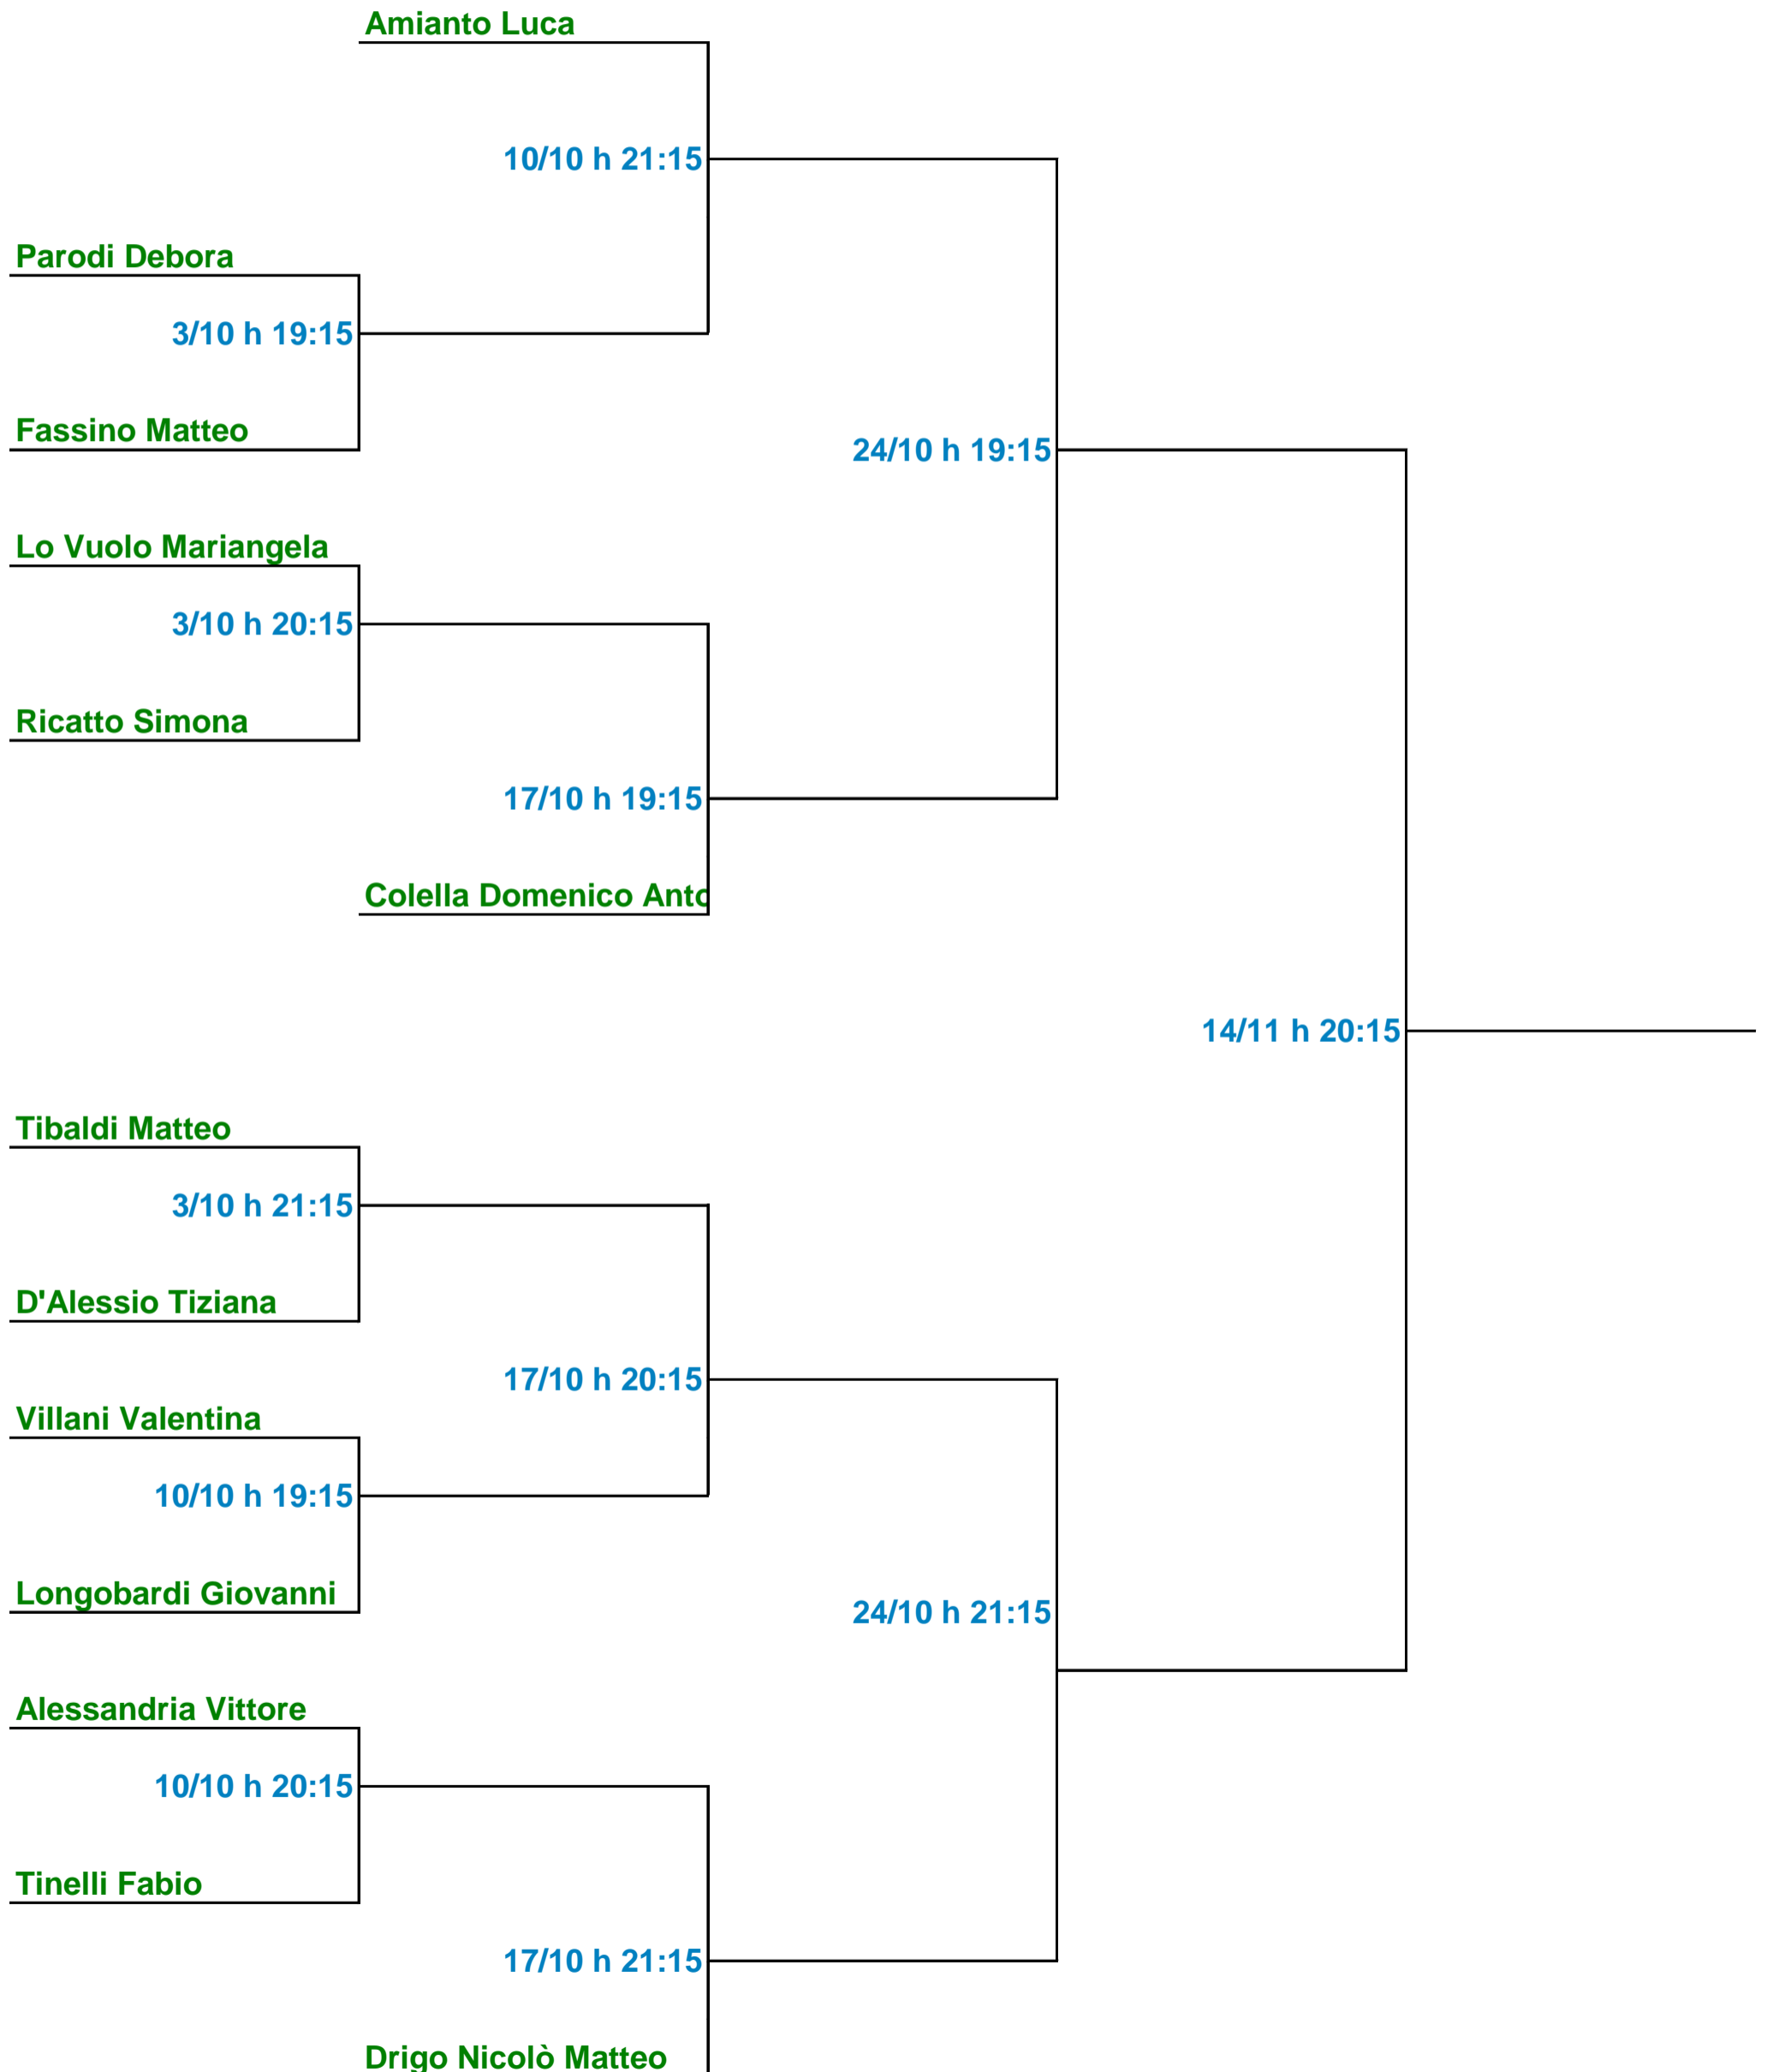 Amianto Luca
10/10 h 21:15
Parodi Debora
3/10 h 19:15
Fassino Matteo
24/10 h 19:15
Lo Vuolo Mariangela
3/10 h 20:15
Ricatto Simona
17/10 h 19:15
Colella Domenico Anto
14/11 h 20:15
Tibaldi Matteo
3/10 h 21:15
D'Alessio Tiziana
17/10 h 20:15
Villani Valentina
10/10 h 19:15
Longobardi Giovanni
24/10 h 21:15
Alessandria Vittore
10/10 h 20:15
Tinelli Fabio
17/10 h 21:15
Drigo Nicolò Matteo